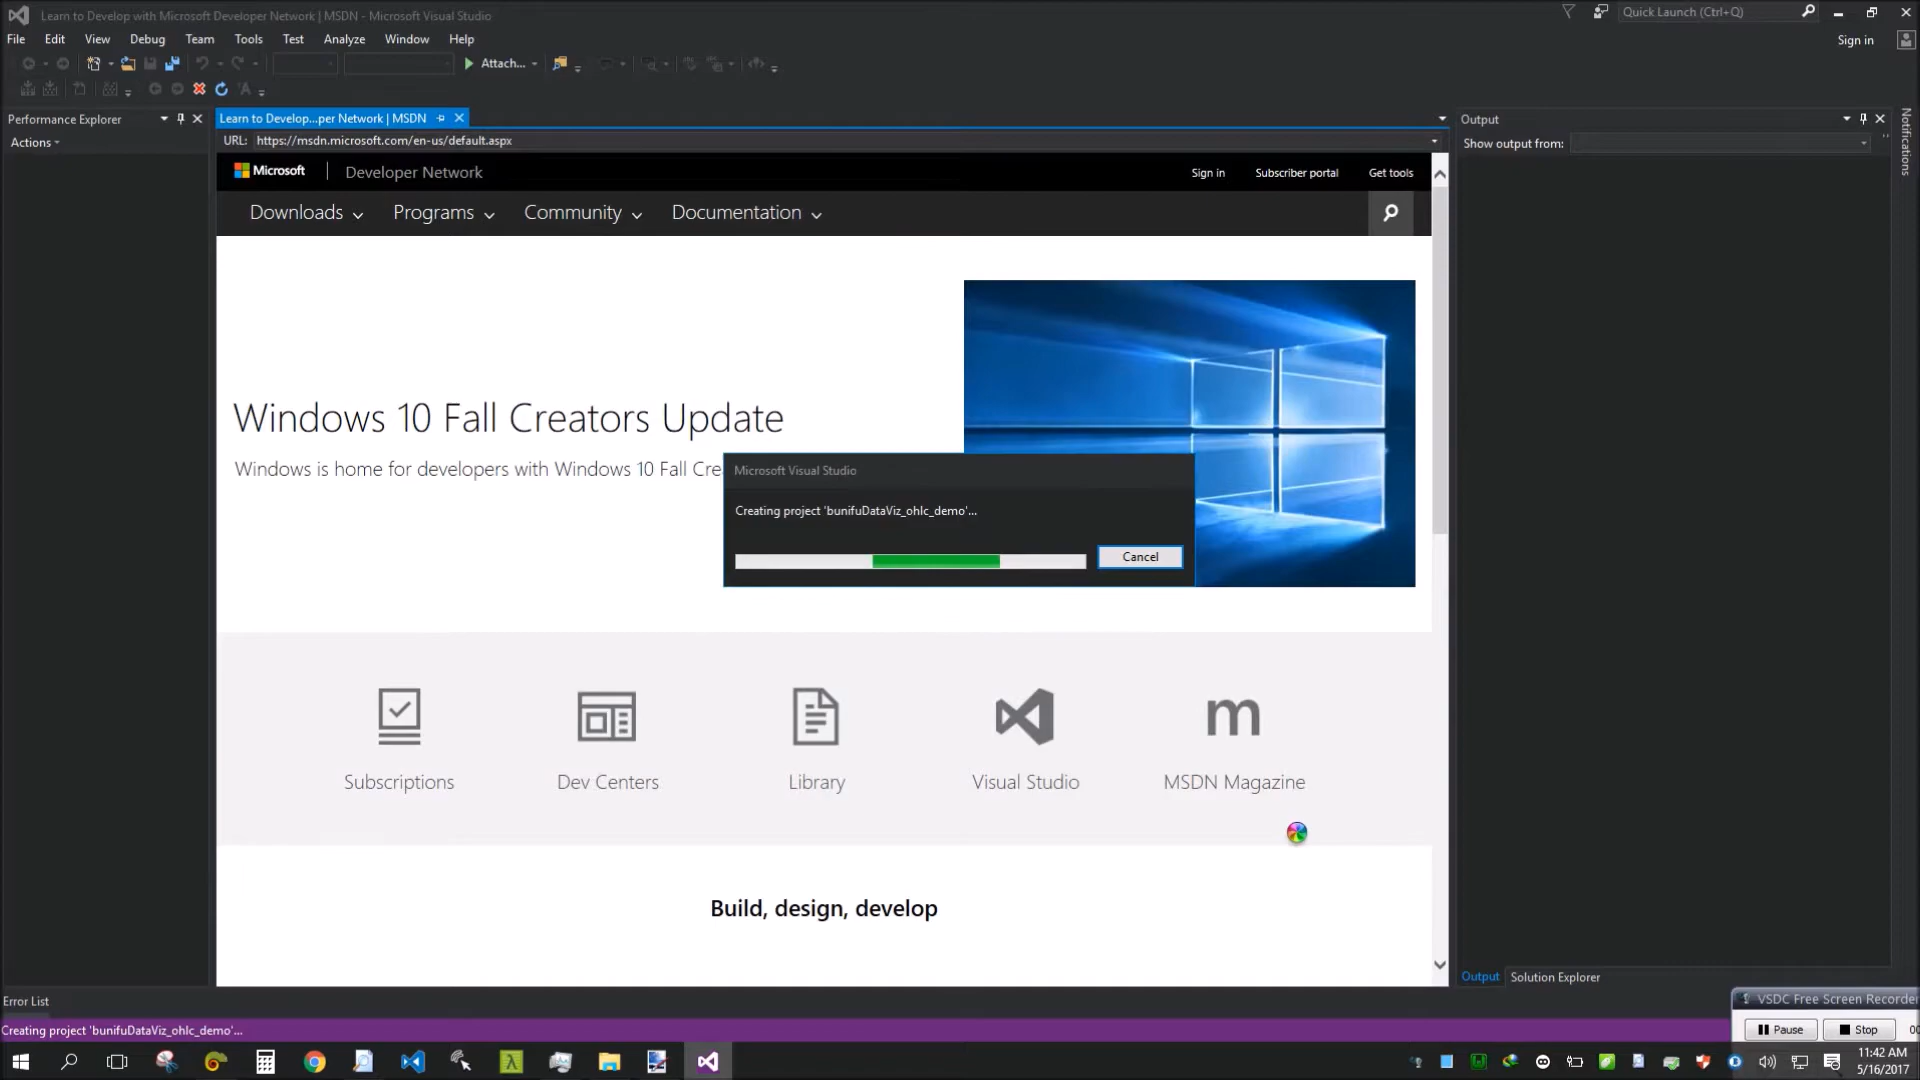 Learn to Develop with Microsoft Developer Network | MSDN - Microsoft Visual Studio
Quick Launch (Ctrl+Q)
File Edit View Debug Team Tools Test Analyze Window Help
Sign in
Attach...
Performance Explorer
Learn to Develop...per Network | MSDN
Output
Notifications
Actions
URL: https://msdn.microsoft.com/en-us/default.aspx
Show output from:
Microsoft Developer Network
Sign in Subscriber portal Get tools
Downloads Programs Community Documentation
Windows 10 Fall Creators Update
Windows is home for developers with Windows 10 Fall Cre
Microsoft Visual Studio
Creating project 'bunifuDataViz_ohlc_demo'...
Cancel
m
Subscriptions Dev Centers Library Visual Studio MSDN Magazine
Build, design, develop
Output Solution Explorer
Error List
VSDC Free Screen Recorder
Creating project 'bunifuDataViz_ohlc_demo'...
Pause Stop 00
11:42 AM
5/16/2017